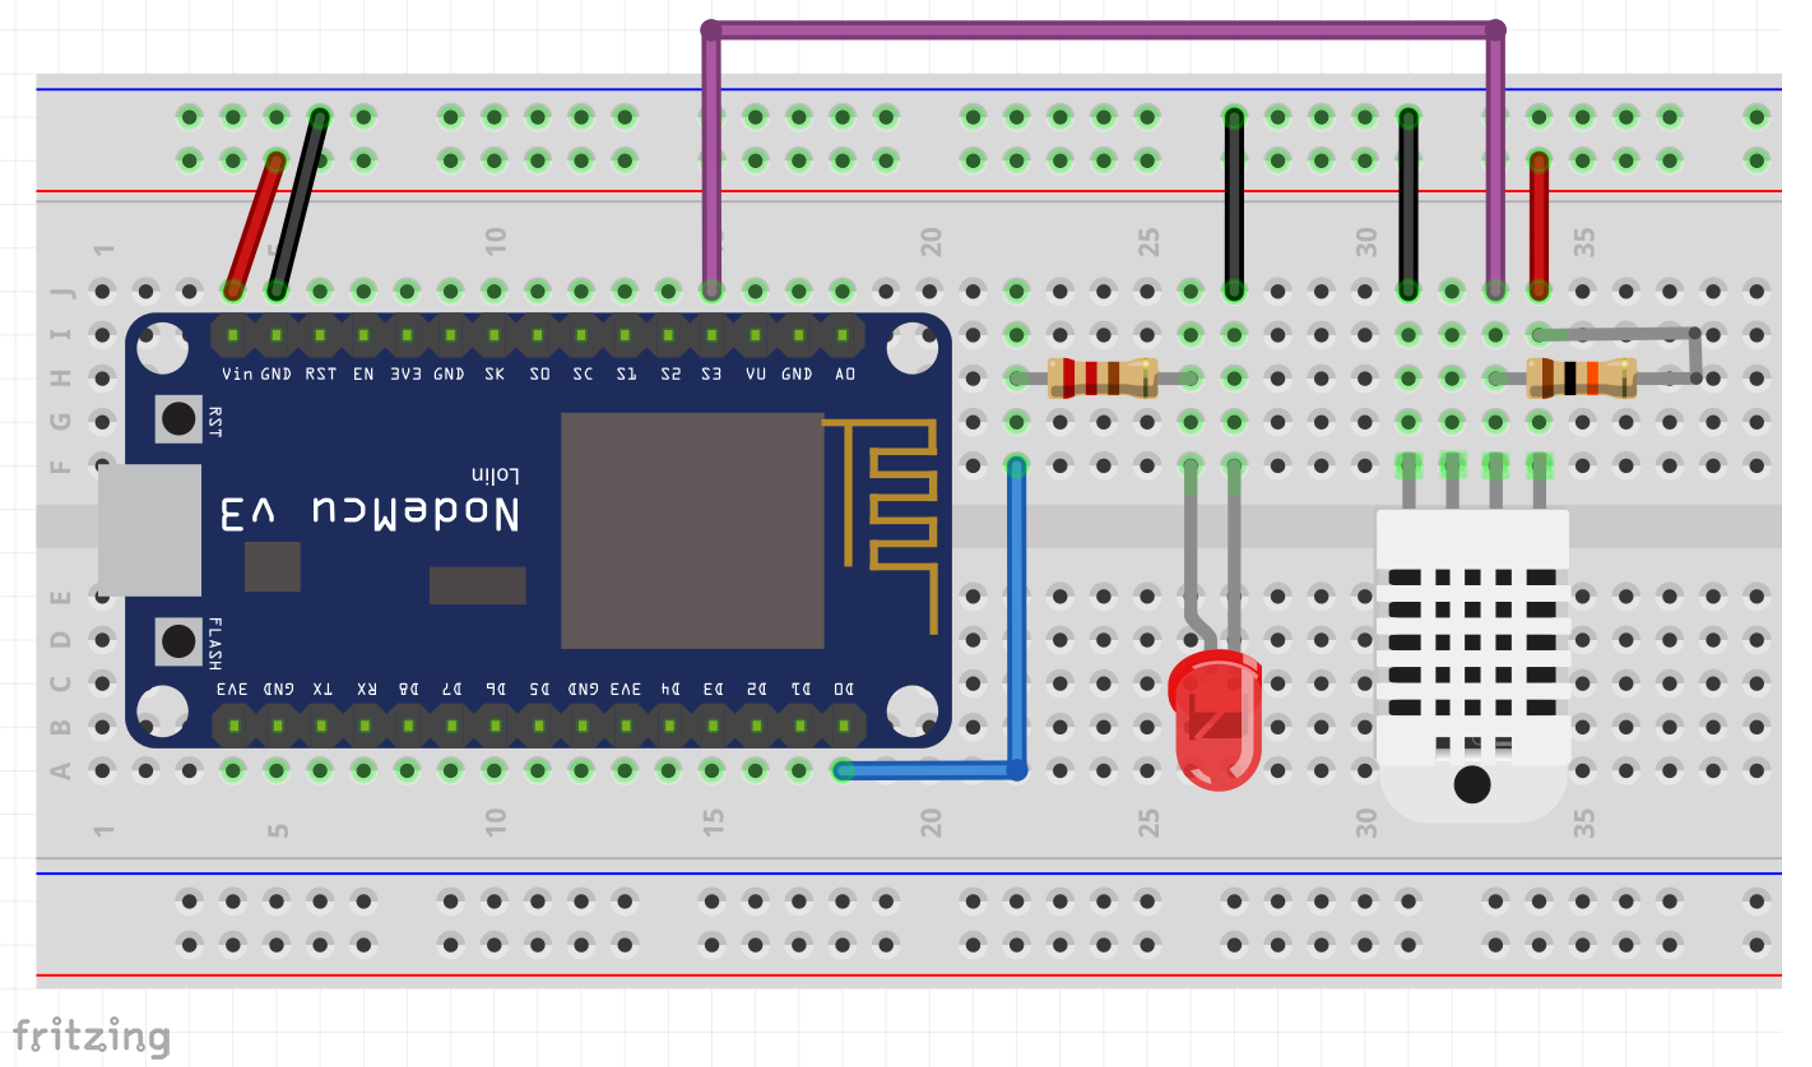 1 5 10 20 25 30 35
J
I
H
G
F
E
D
C
B
A
Vin GND RST EN 3V3 GND SK SO SC S1 S2 S3 VU GND A0
RST
Lolin
NodeMcu v3
FLASH
3V3 GND TX RX D8 D7 D6 D5 GND 3V3 D4 D3 D2 D1 D0
1 5 10 15 20 25 30 35
fritzing